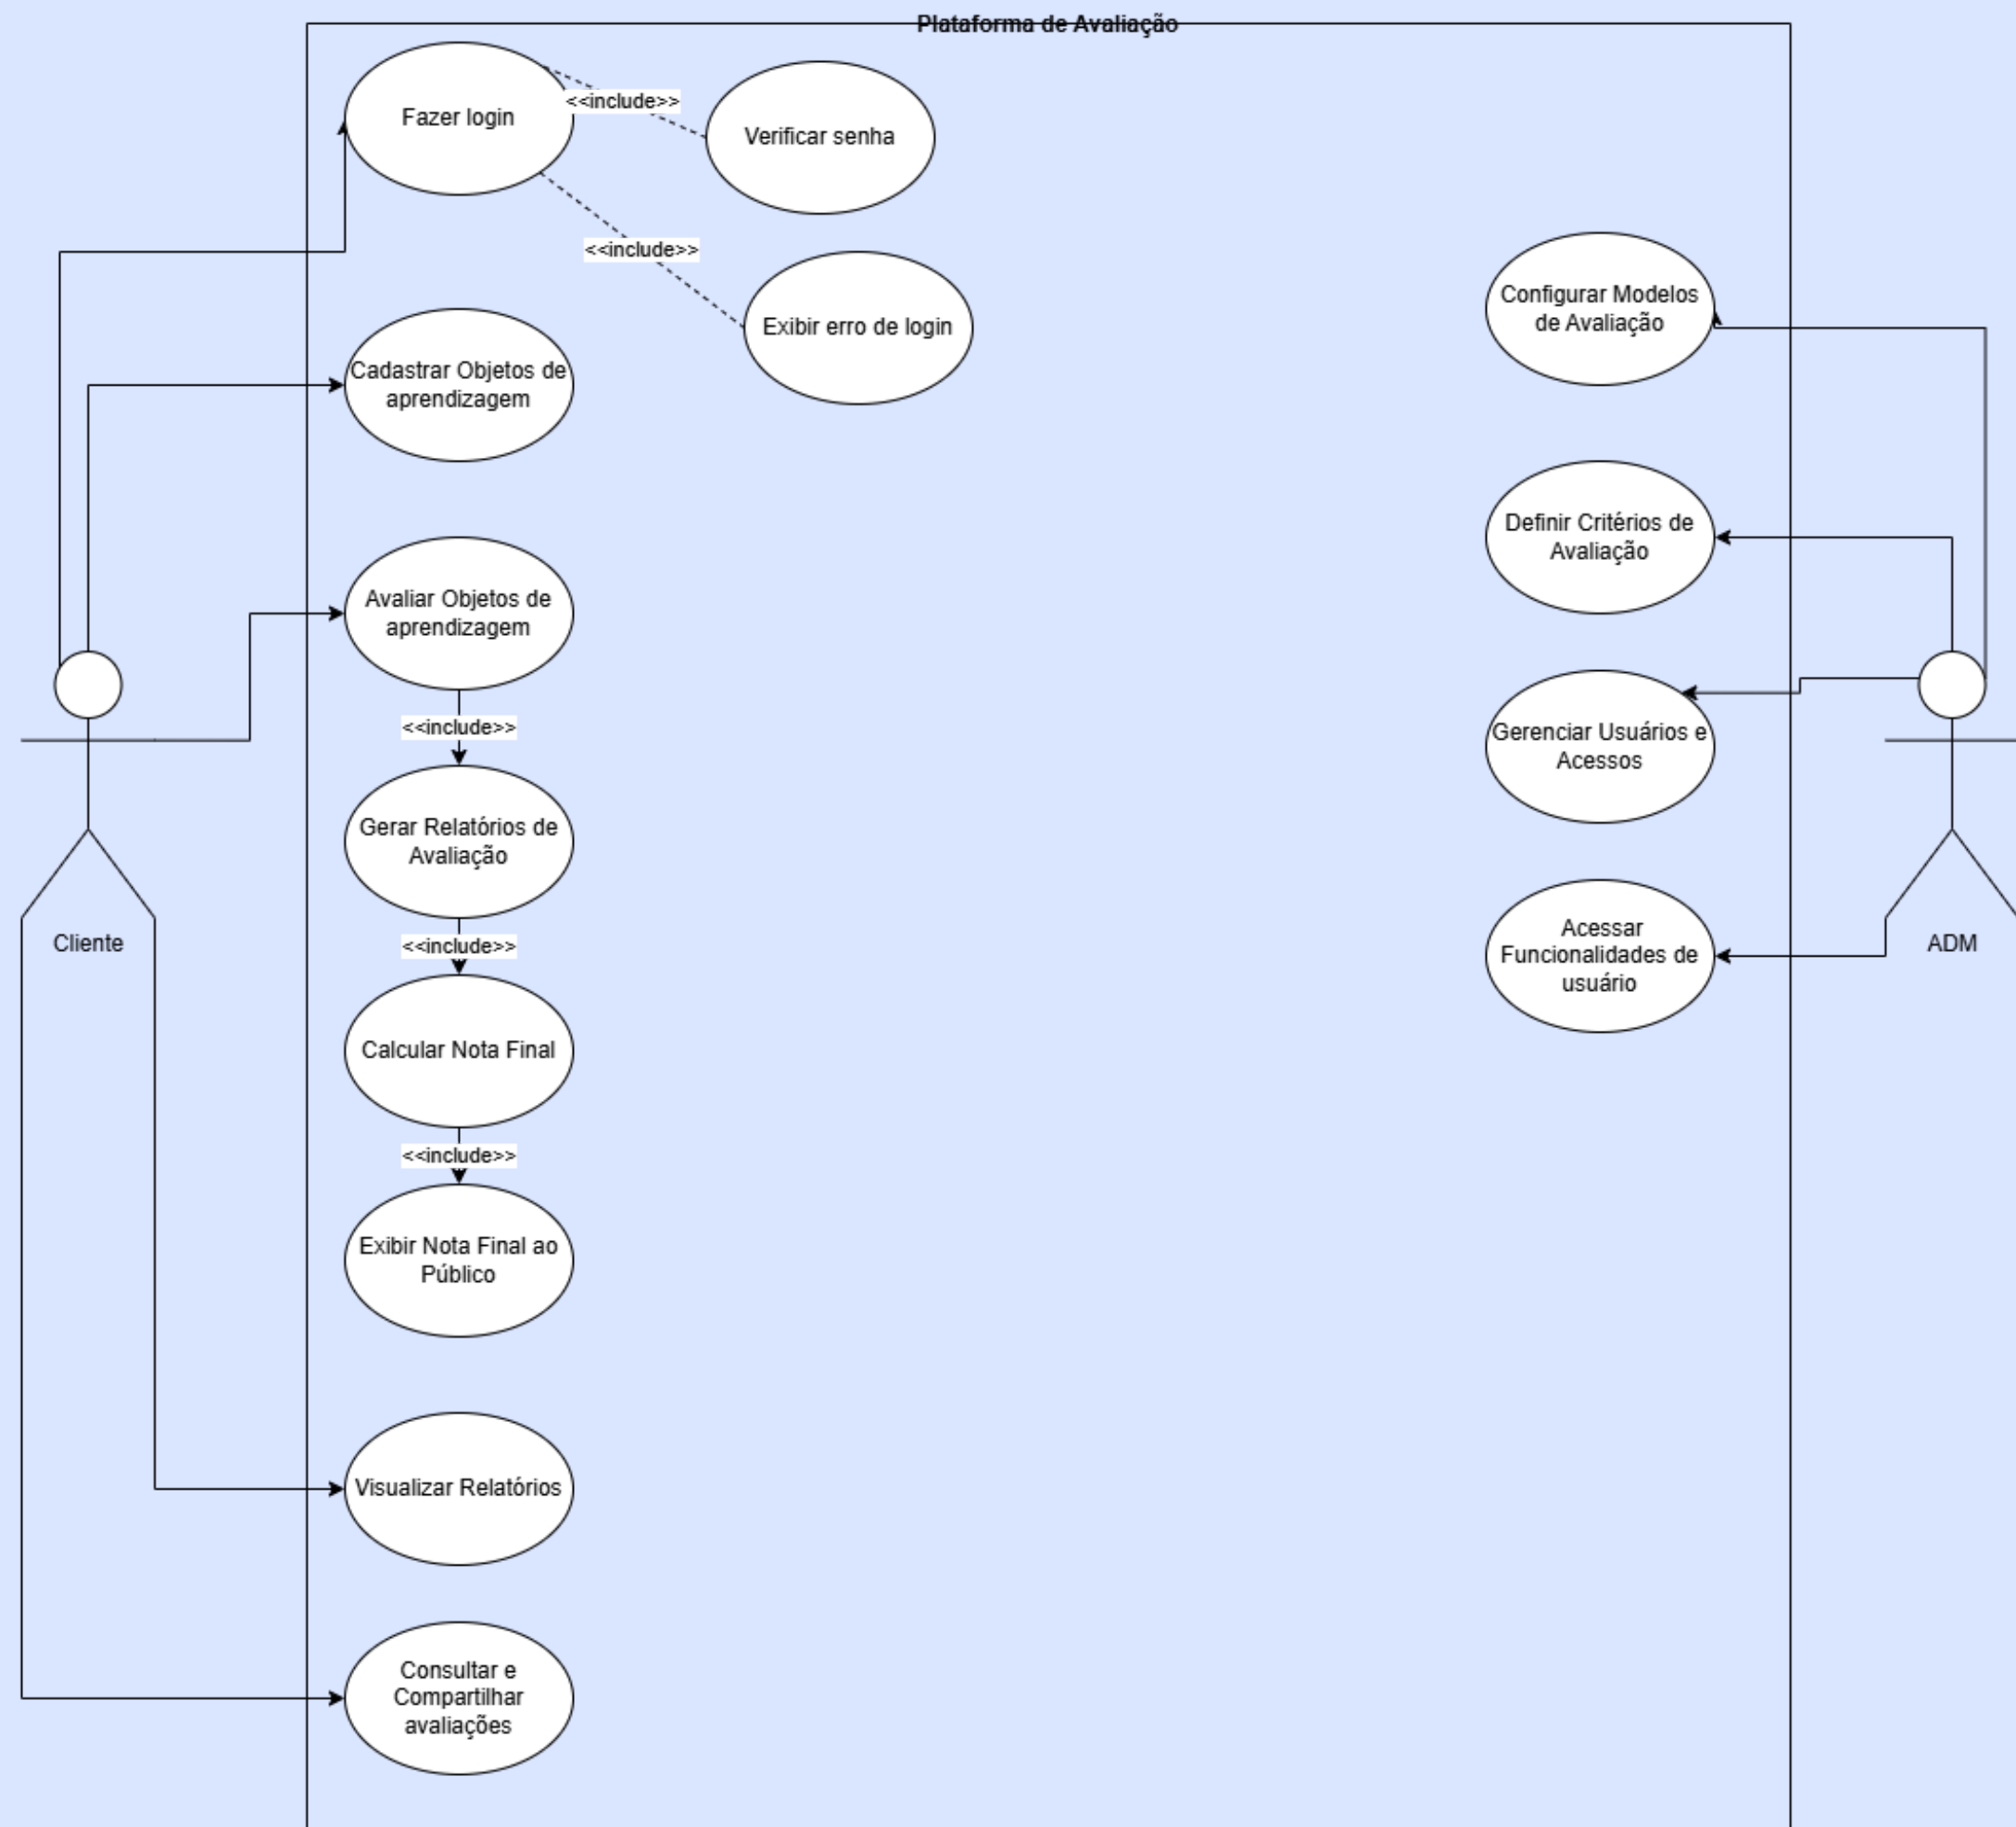 Plataforma de Avaliação
Fazer login
<<include>>
Verificar senha
<<include>>
Exibir erro de login
Cadastrar Objetos de
aprendizagem
Avaliar Objetos de
aprendizagem
<<include>>
Gerar Relatórios de
Avaliação
<<include>>
Calcular Nota Final
<<include>>
Exibir Nota Final ao
Público
Visualizar Relatórios
Consultar e
Compartilhar
avaliações
Cliente
Configurar Modelos
de Avaliação
Definir Critérios de
Avaliação
Gerenciar Usuários e
Acessos
Acessar
Funcionalidades de
usuário
ADM